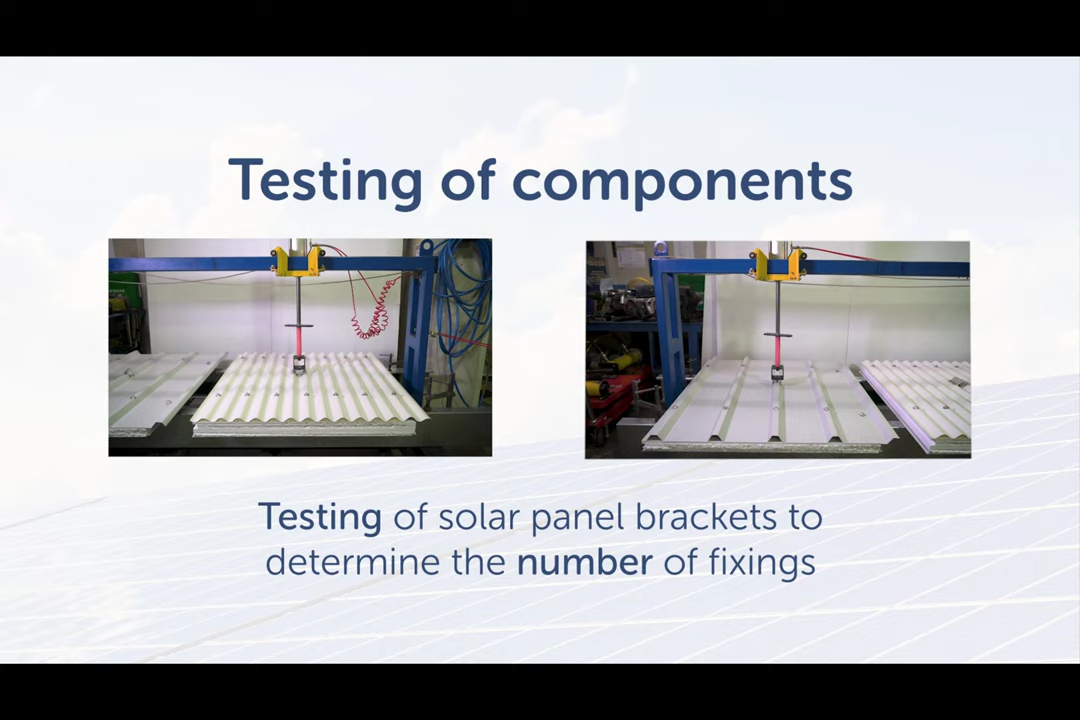 Testing of components
Testing of solar panel brackets to
determine the number of fixings